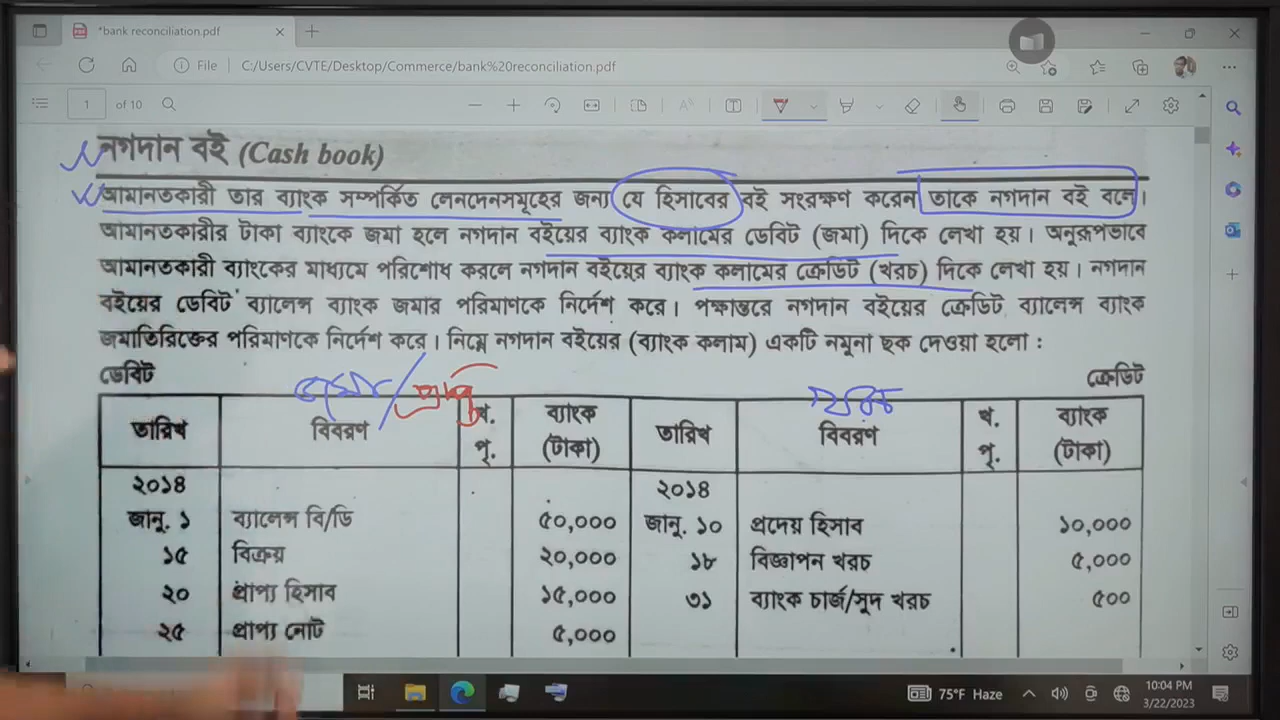 *bank reconciliation.pdf
File C:/Users/CVTE/Desktop/Commerce/bank%20reconciliation.pdf
1 of 10
নগদান বই (Cash book)
আমানতকারী তার ব্যাংক সম্পর্কিত লেনদেনসমূহের জন্য যে হিসাবের বই সংরক্ষণ করেন তাকে নগদান বই বলে।
আমানতকারীর টাকা ব্যাংকে জমা হলে নগদান বইয়ের ব্যাংক কলামের ডেবিট (জমা) দিকে লেখা হয়। অনুরূপভাবে
আমানতকারী ব্যাংকের মাধ্যমে পরিশোধ করলে নগদান বইয়ের ব্যাংক কলামের ক্রেডিট (খরচ) দিকে লেখা হয়। নগদান
বইয়ের ডেবিট ব্যালেন্স ব্যাংক জমার পরিমাণকে নির্দেশ করে। পক্ষান্তরে নগদান বইয়ের ক্রেডিট ব্যালেন্স ব্যাংক
জমাতিরিক্তের পরিমাণকে নির্দেশ করে। নিম্নে নগদান বইয়ের (ব্যাংক কলাম) একটি নমুনা ছক দেওয়া হলো :
ডেবিট ক্রেডিট
জমা/ খরচ
তারিখ বিবরণ খ. পৃ. ব্যাংক (টাকা) তারিখ বিবরণ খ. পৃ. ব্যাংক (টাকা)
২০১৪ ২০১৪
জানু. ১ ব্যালেন্স বি/ডি ৫০,০০০ জানু. ১০ প্রদেয় হিসাব ১০,০০০
১৫ বিক্রয় ২০,০০০ ১৮ বিজ্ঞাপন খরচ ৫,০০০
২০ প্রাপ্য হিসাব ১৫,০০০ ৩১ ব্যাংক চার্জ/সুদ খরচ ৫০০
২৫ প্রাপ্য নোট ৫,০০০
75°F Haze
10:04 PM
3/22/2023